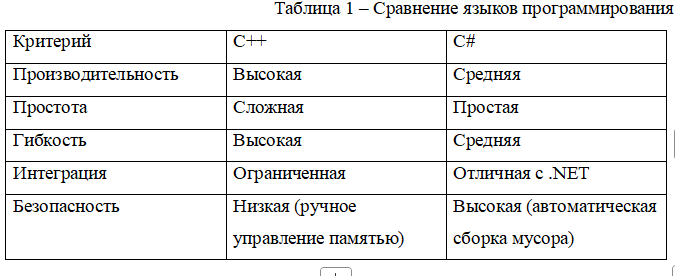 Таблица 1 – Сравнение языков программирования
Критерий C++ C#
Производительность Высокая Средняя
Простота Сложная Простая
Гибкость Высокая Средняя
Интеграция Ограниченная Отличная с .NET
Безопасность Низкая (ручное управление памятью) Высокая (автоматическая сборка мусора)